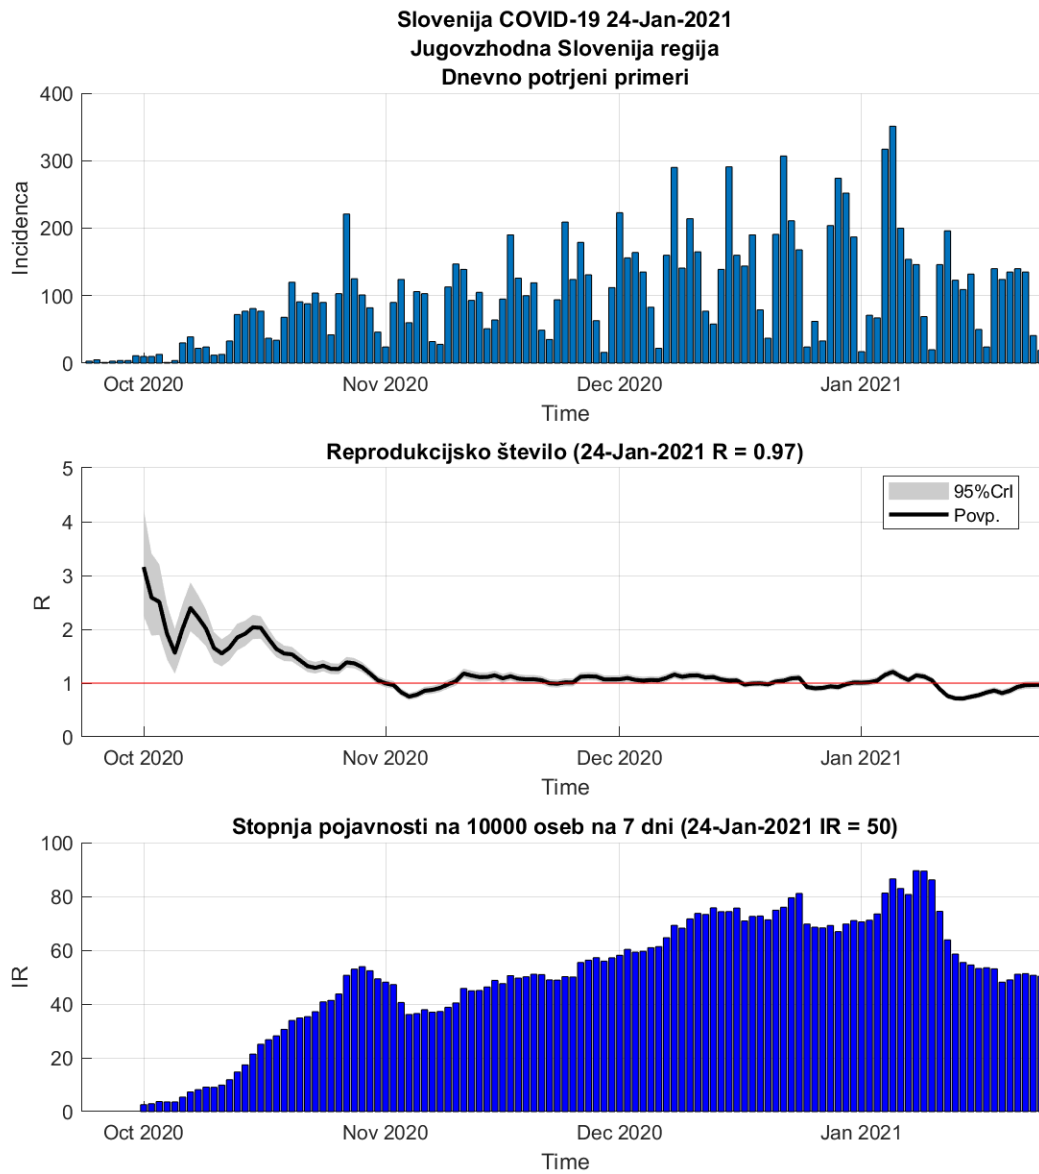 Slovenija COVID-19 24-Jan-2021
Jugovzhodna Slovenija regija
Dnevno potrjeni primeri
400
300
200
100
0
Incidenca
Oct 2020 Nov 2020 Dec 2020 Jan 2021
Time
Reprodukcijsko število (24-Jan-2021 R = 0.97)
5
4
3
2
1
0
R
95%CrI
Povp.
Oct 2020 Nov 2020 Dec 2020 Jan 2021
Time
Stopnja pojavnosti na 10000 oseb na 7 dni (24-Jan-2021 IR = 50)
100
80
60
40
20
0
IR
Oct 2020 Nov 2020 Dec 2020 Jan 2021
Time